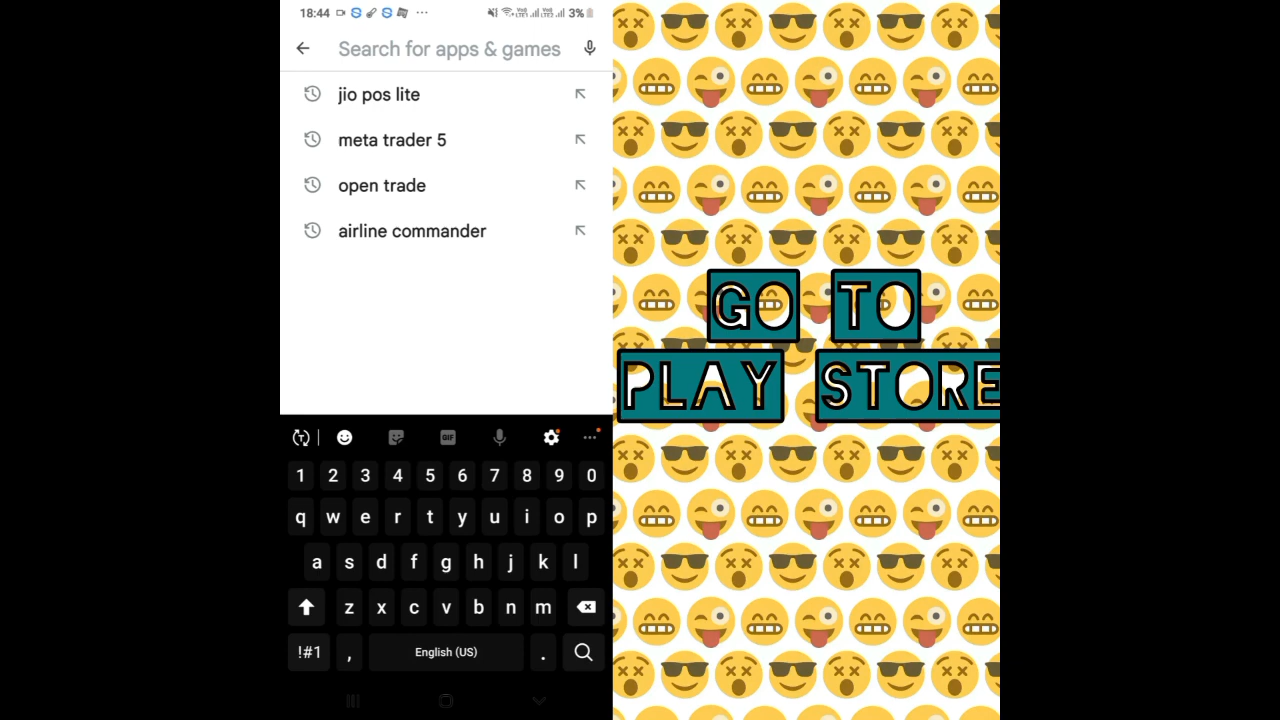 18:44 3%
Search for apps & games
jio pos lite
meta trader 5
open trade
airline commander
GO TO
PLAY STORE
GIF
1 2 3 4 5 6 7 8 9 0
q w e r t y u i o p
a s d f g h j k l
z x c v b n m
!#1 , English (US) .